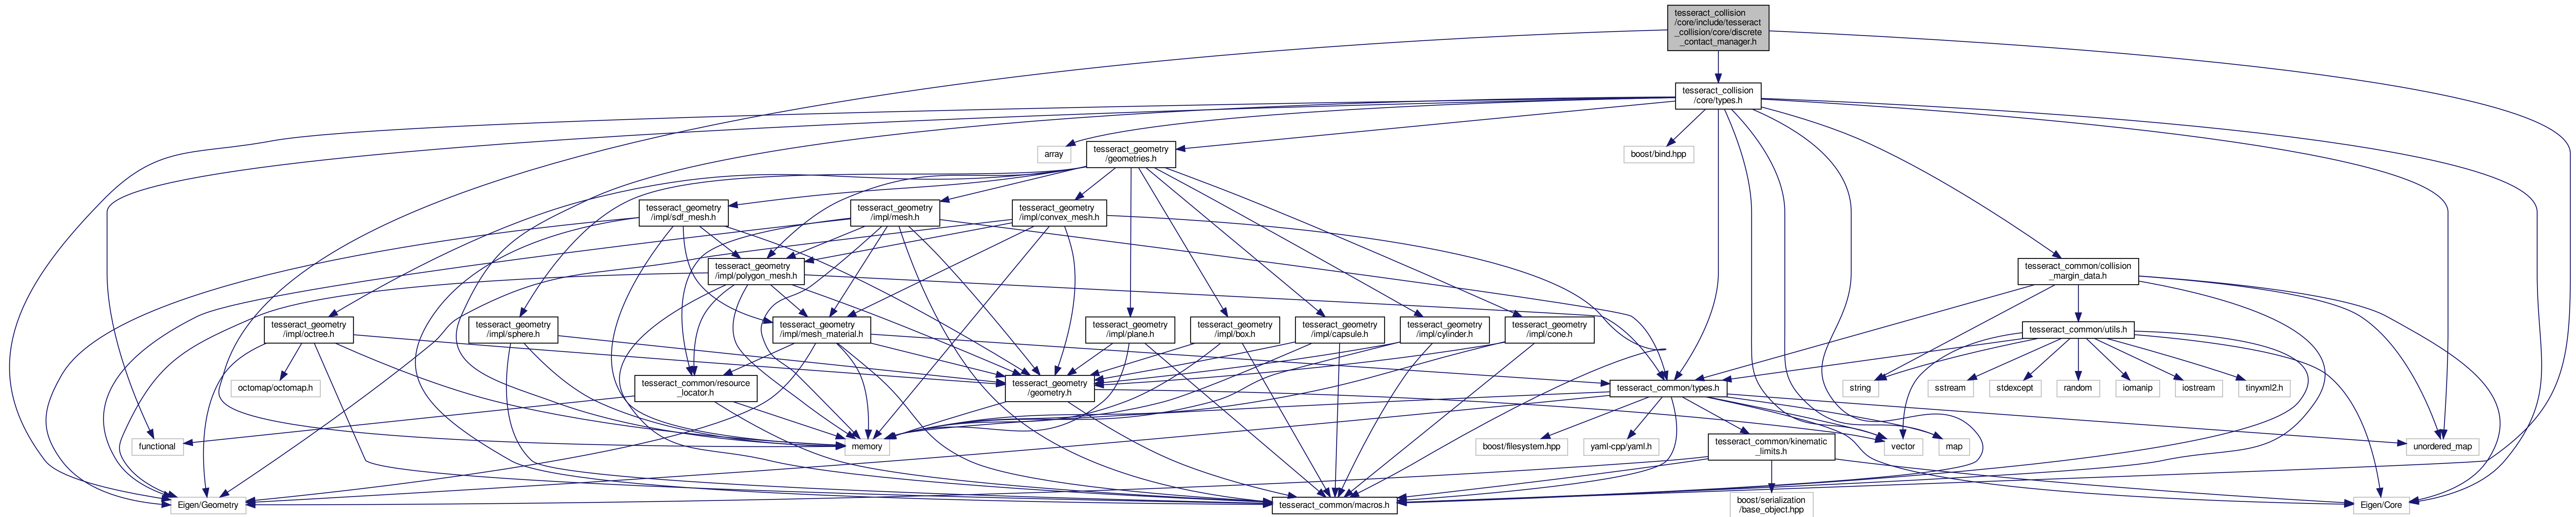 tesseract_collision
/core/include/tesseract
_collision/core/discrete
_contact_manager.h
tesseract_collision
/core/types.h
array
tesseract_geometry
/geometries.h
boost/bind.hpp
tesseract_geometry
/impl/sdf_mesh.h
tesseract_geometry
/impl/mesh.h
tesseract_geometry
/impl/convex_mesh.h
tesseract_geometry
/impl/polygon_mesh.h
tesseract_common/collision
_margin_data.h
tesseract_geometry
/impl/octree.h
tesseract_geometry
/impl/sphere.h
tesseract_geometry
/impl/mesh_material.h
tesseract_geometry
/impl/plane.h
tesseract_geometry
/impl/box.h
tesseract_geometry
/impl/capsule.h
tesseract_geometry
/impl/cylinder.h
tesseract_geometry
/impl/cone.h
tesseract_common/utils.h
octomap/octomap.h
tesseract_common/resource
_locator.h
tesseract_geometry
/geometry.h
tesseract_common/types.h
string
sstream
stdexcept
random
iomanip
iostream
tinyxml2.h
functional
memory
boost/filesystem.hpp
yaml-cpp/yaml.h
tesseract_common/kinematic
_limits.h
vector
map
unordered_map
Eigen/Geometry
tesseract_common/macros.h
boost/serialization
/base_object.hpp
Eigen/Core